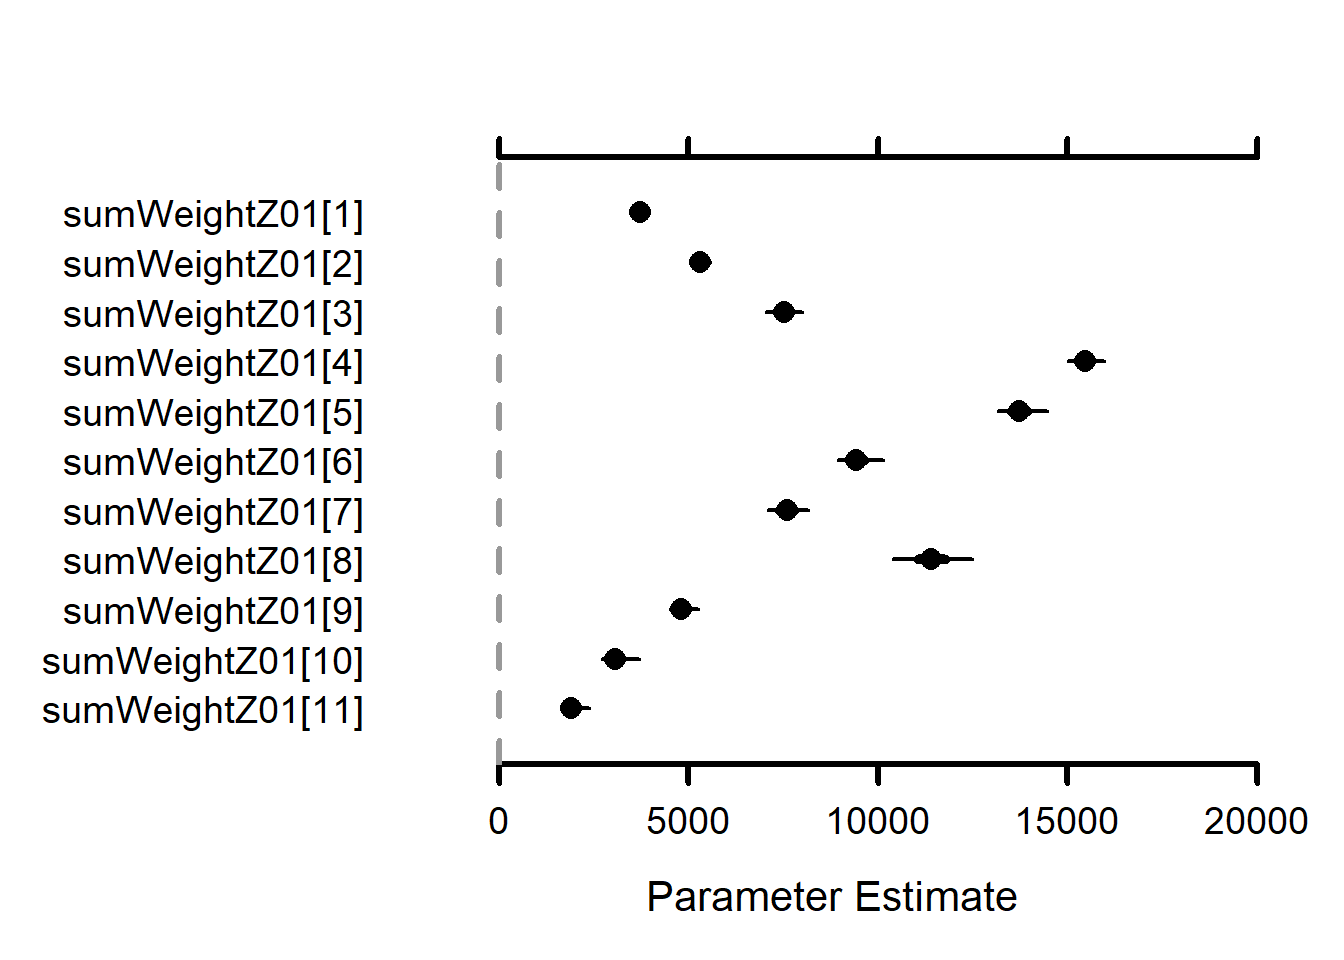 sumWeightZ01[1]
sumWeightZ01[2]
sumWeightZ01[3]
sumWeightZ01[4]
sumWeightZ01[5]
sumWeightZ01[6]
sumWeightZ01[7]
sumWeightZ01[8]
sumWeightZ01[9]
sumWeightZ01[10]
sumWeightZ01[11]
0 5000 10000 15000 20000
Parameter Estimate